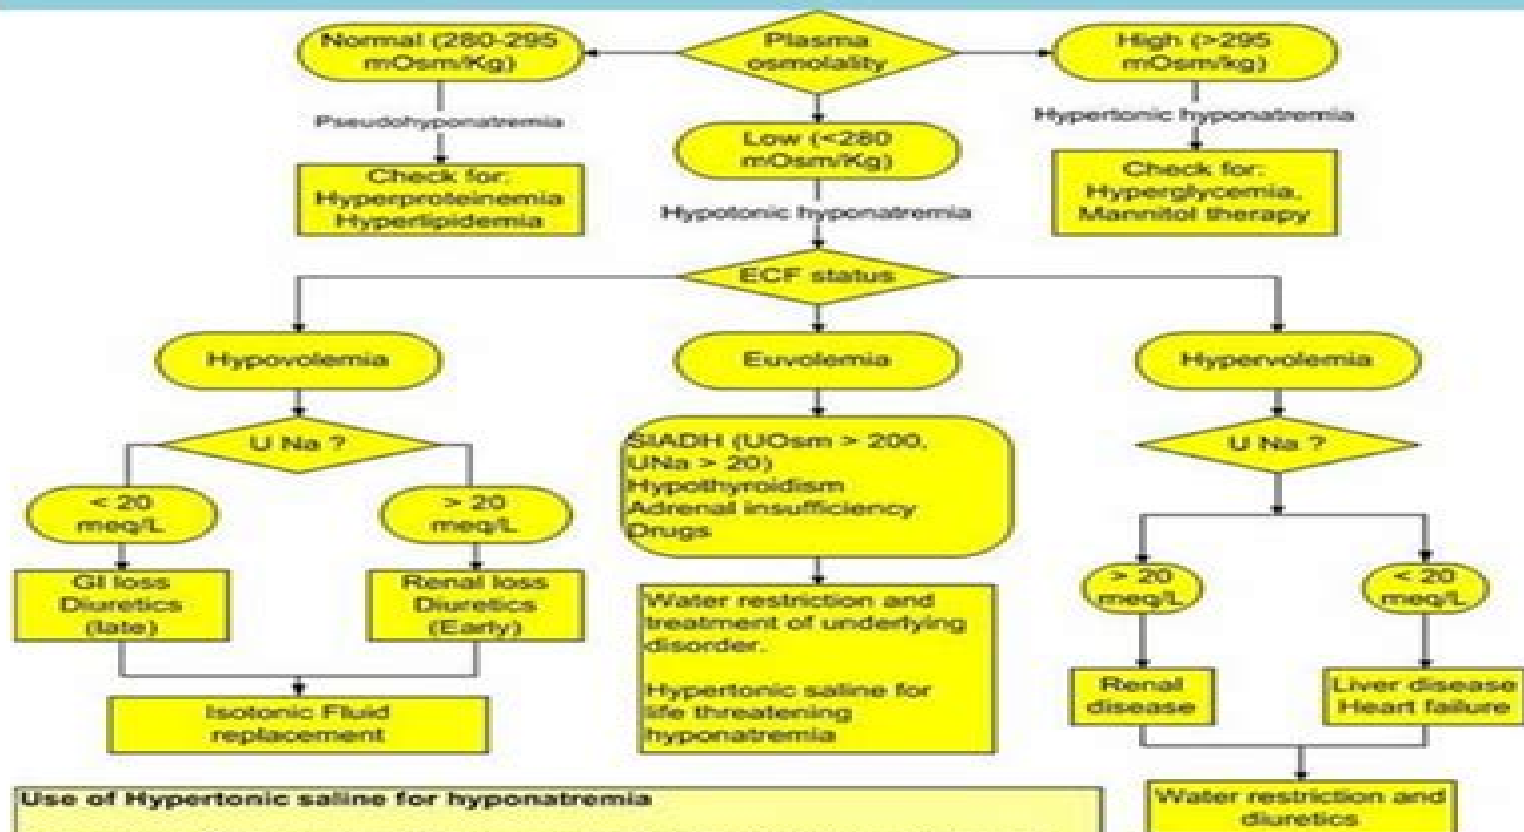 Plasma
osmolality
Normal (280-295
mOsm/Kg)
High (>295
mOsm/kg)
Pseudohyponatremia
Low (<280
mOsm/Kg)
Hypertonic hyponatremia
Check for:
Hyperproteinemia
Hyperlipidemia
Hypotonic hyponatremia
Check for:
Hyperglycemia,
Mannitol therapy
ECF status
Hypovolemia
Euvolemia
Hypervolemia
U Na ?
SIADH (UOsm > 200,
UNa > 20)
Hypothyroidism
Adrenal insufficiency
Drugs
U Na ?
< 20
meq/L
> 20
meq/L
GI loss
Diuretics
(late)
Renal loss
Diuretics
(Early)
Isotonic Fluid
replacement
Water restriction and
treatment of underlying
disorder.
Hypertonic saline for
life threatening
hyponatremia
> 20
meq/L
< 20
meq/L
Renal
disease
Liver disease
Heart failure
Water restriction and
diuretics
Use of Hypertonic saline for hyponatremia